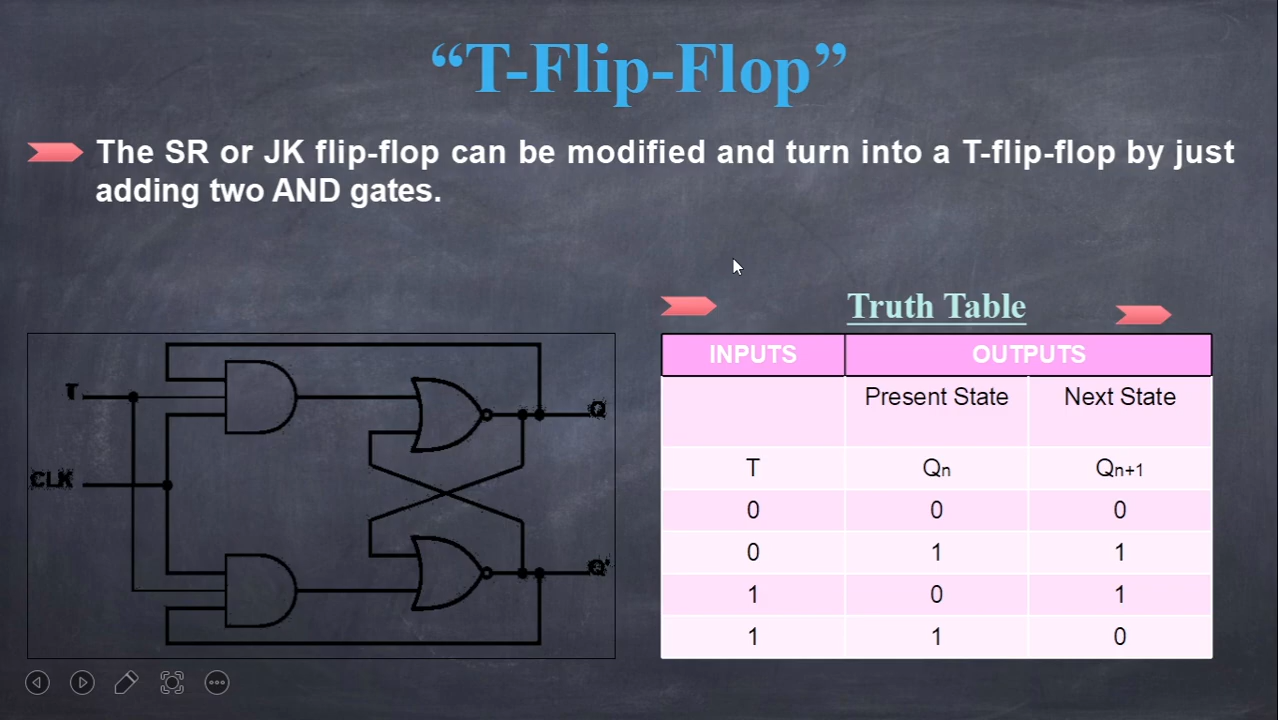 “T-Flip-Flop”
The SR or JK flip-flop can be modified and turn into a T-flip-flop by just
adding two AND gates.
Truth Table
T
CLK
Q
Q'
INPUTS OUTPUTS
Present State Next State
T Qn Qn+1
0 0 0
0 1 1
1 0 1
1 1 0